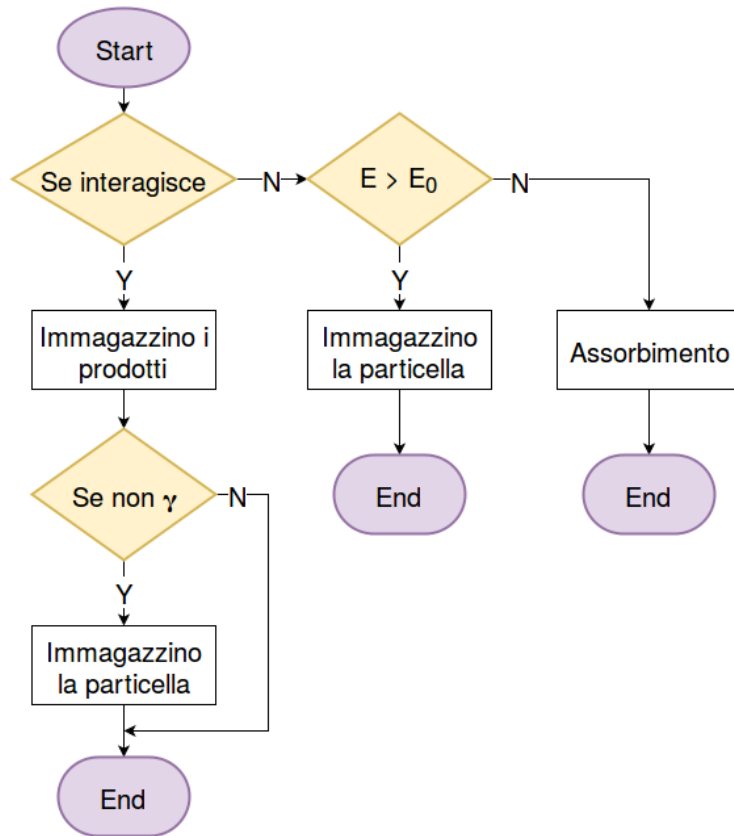 Start
Se interagisce
N
E > E₀
N
Y
Y
Immagazzino i
prodotti
Immagazzino
la particella
Assorbimento
Se non γ
N
End
End
Y
Immagazzino
la particella
End